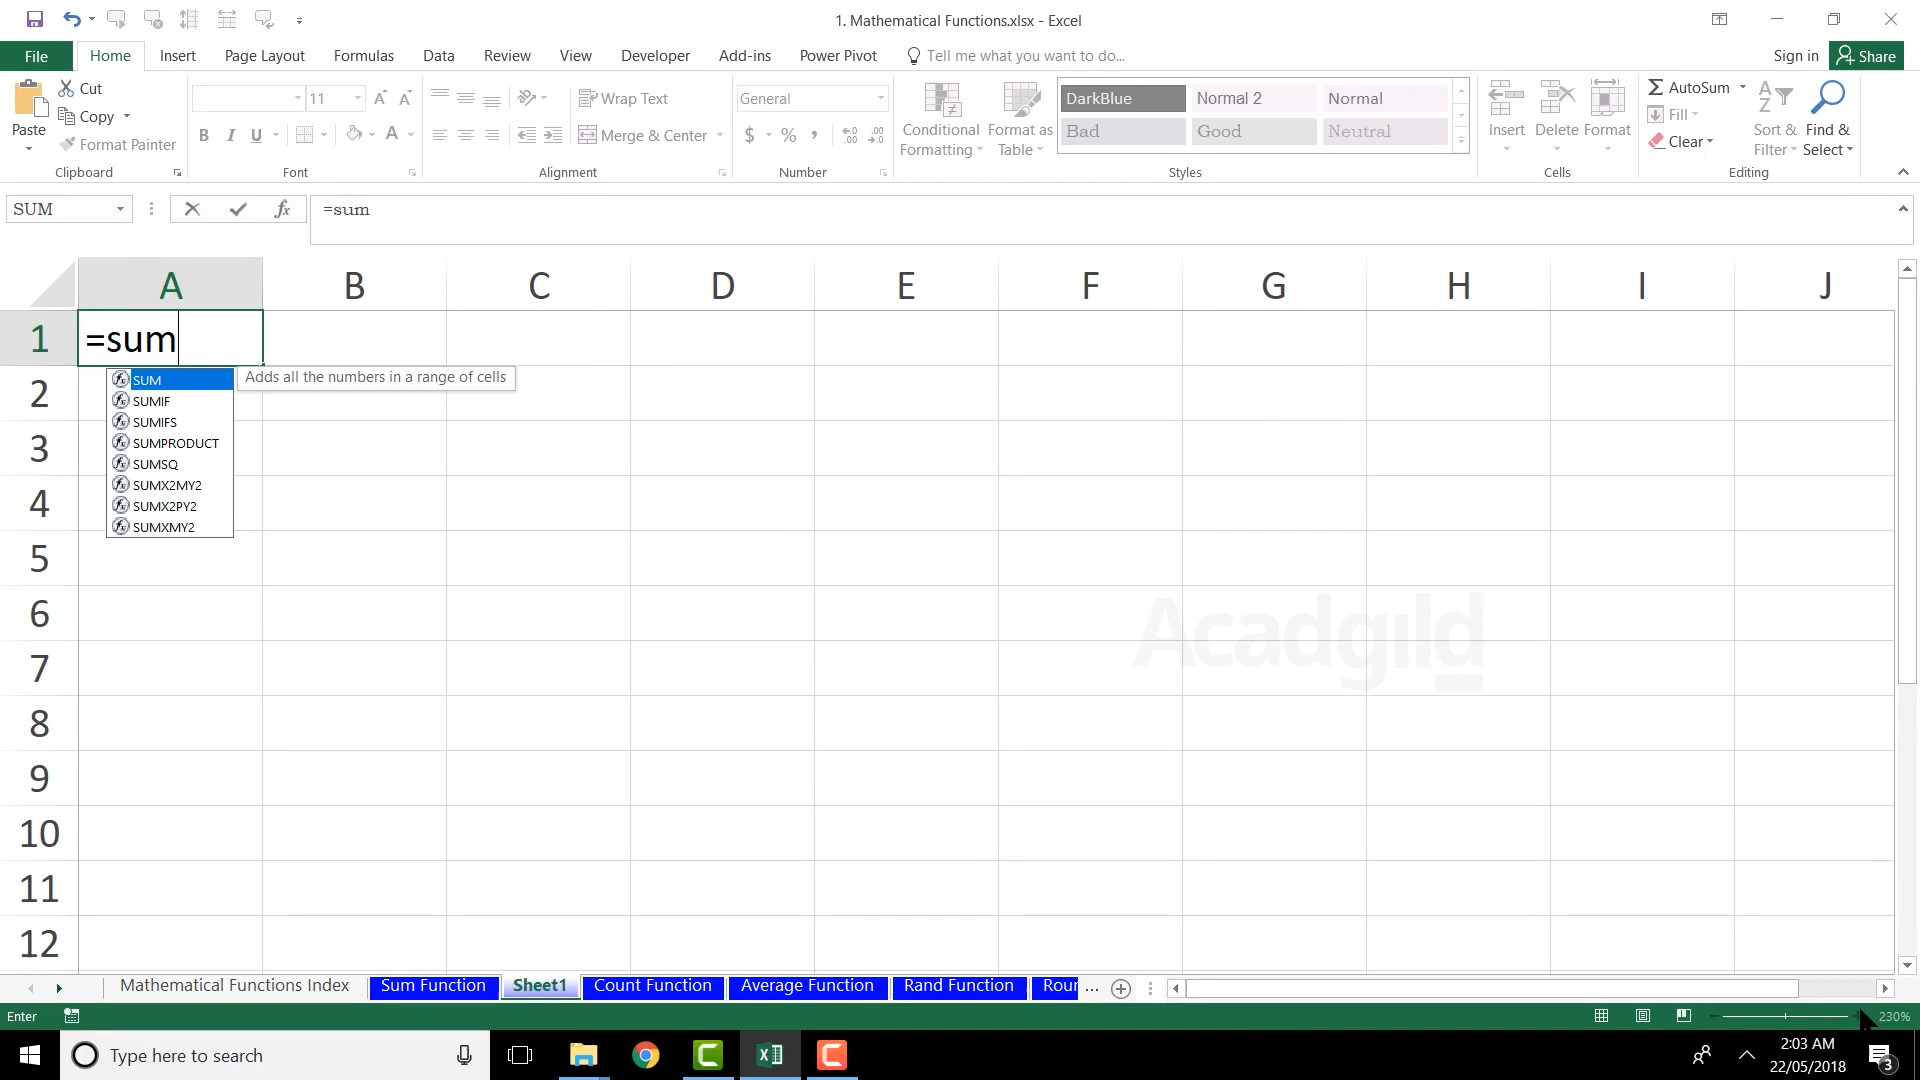 1. Mathematical Functions.xlsx - Excel
File Home Insert Page Layout Formulas Data Review View Developer Add-ins Power Pivot Tell me what you want to do... Sign in Share
Cut
Copy
Format Painter
Paste
Clipboard
11
B I U
Font
Wrap Text
Merge & Center
Alignment
General
$ % ,
Number
Conditional
Formatting
Format as
Table
DarkBlue Normal 2 Normal
Bad Good Neutral
Styles
Insert Delete Format
Cells
AutoSum
Fill
Clear
Sort &
Filter
Find &
Select
Editing
SUM fx =sum
A B C D E F G H I J
1 =sum
SUM Adds all the numbers in a range of cells
SUMIF
SUMIFS
SUMPRODUCT
SUMSQ
SUMX2MY2
SUMX2PY2
SUMXMY2
2
3
4
5
6
7
8
9
10
11
12
Acadgild
Mathematical Functions Index Sum Function Sheet1 Count Function Average Function Rand Function Rour ...
Enter 230%
Type here to search
2:03 AM
22/05/2018
3